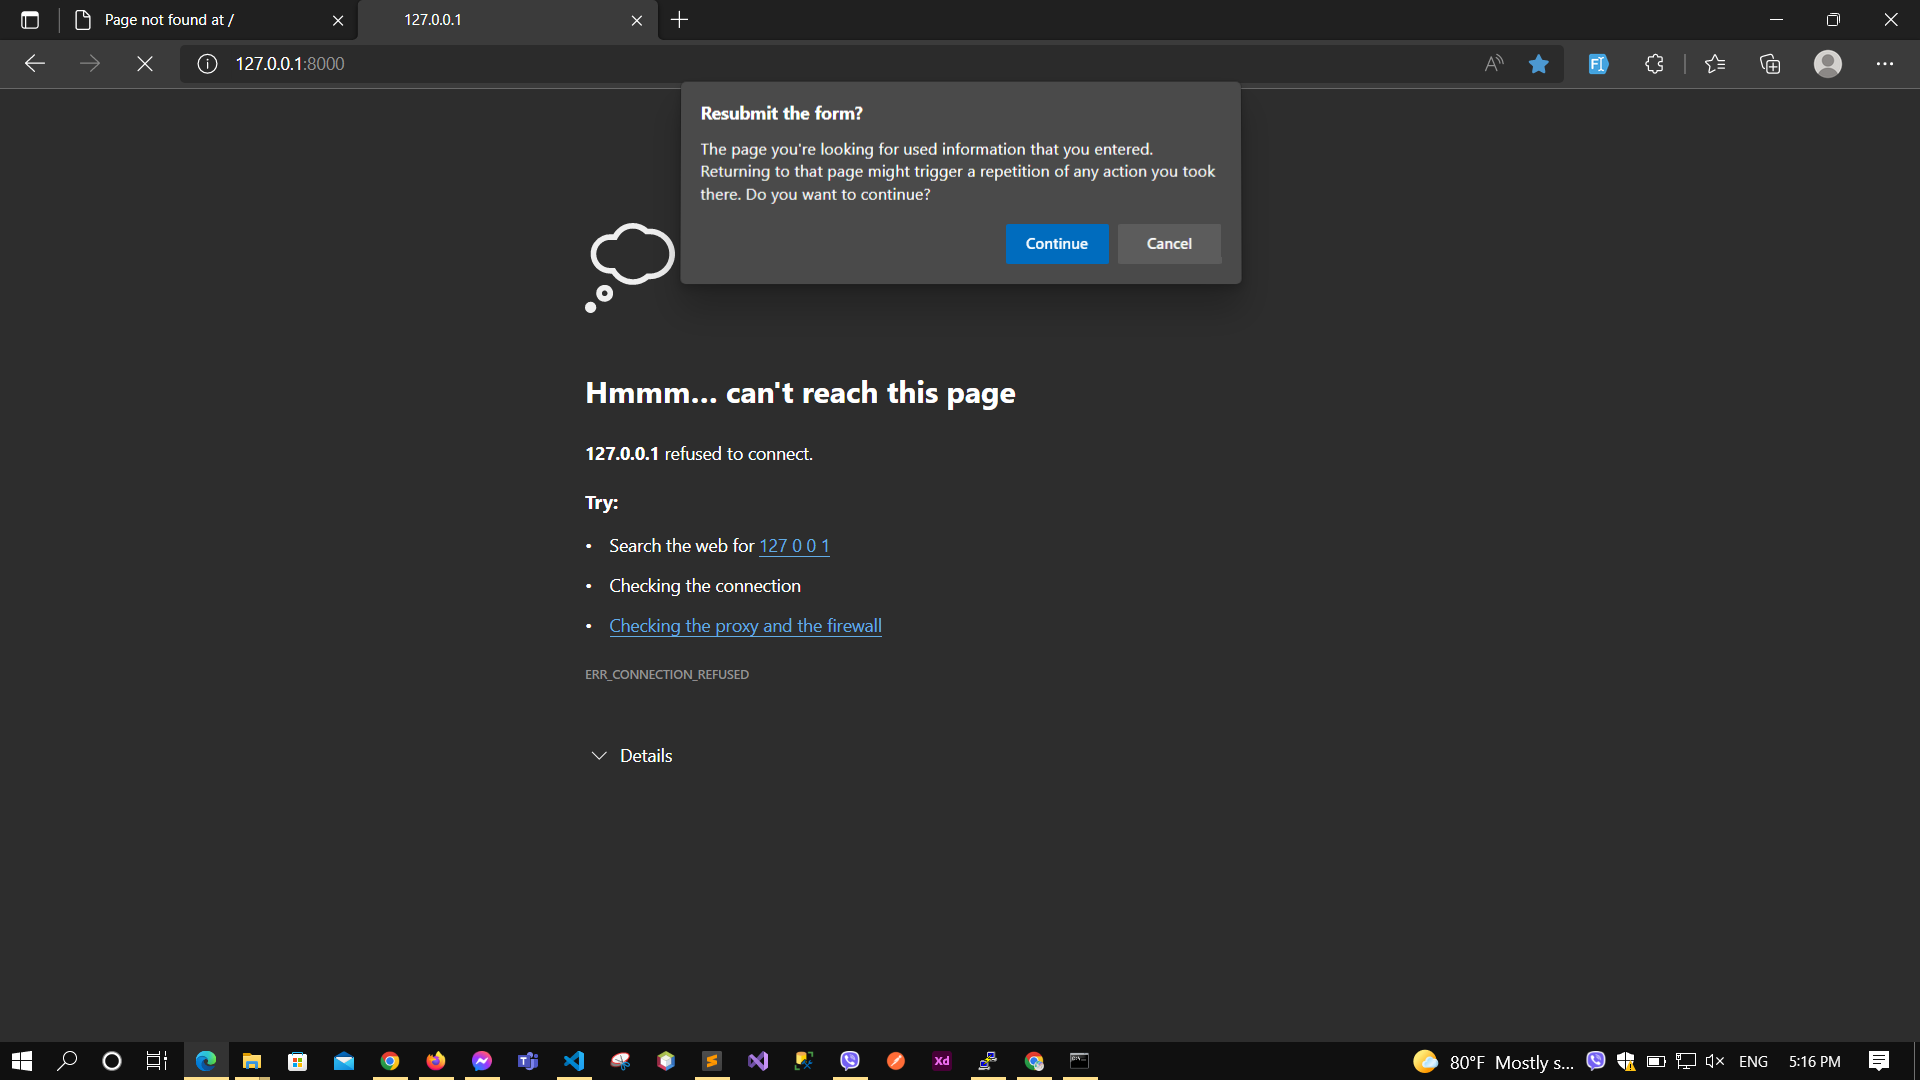 Page not found at /
127.0.0.1
127.0.0.1:8000
Resubmit the form?
The page you're looking for used information that you entered.
Returning to that page might trigger a repetition of any action you took
there. Do you want to continue?
Continue
Cancel
Hmmm... can't reach this page
127.0.0.1 refused to connect.
Try:
• Search the web for 127 0 0 1
• Checking the connection
• Checking the proxy and the firewall
ERR_CONNECTION_REFUSED
Details
Xd
80°F Mostly s...
ENG
5:16 PM